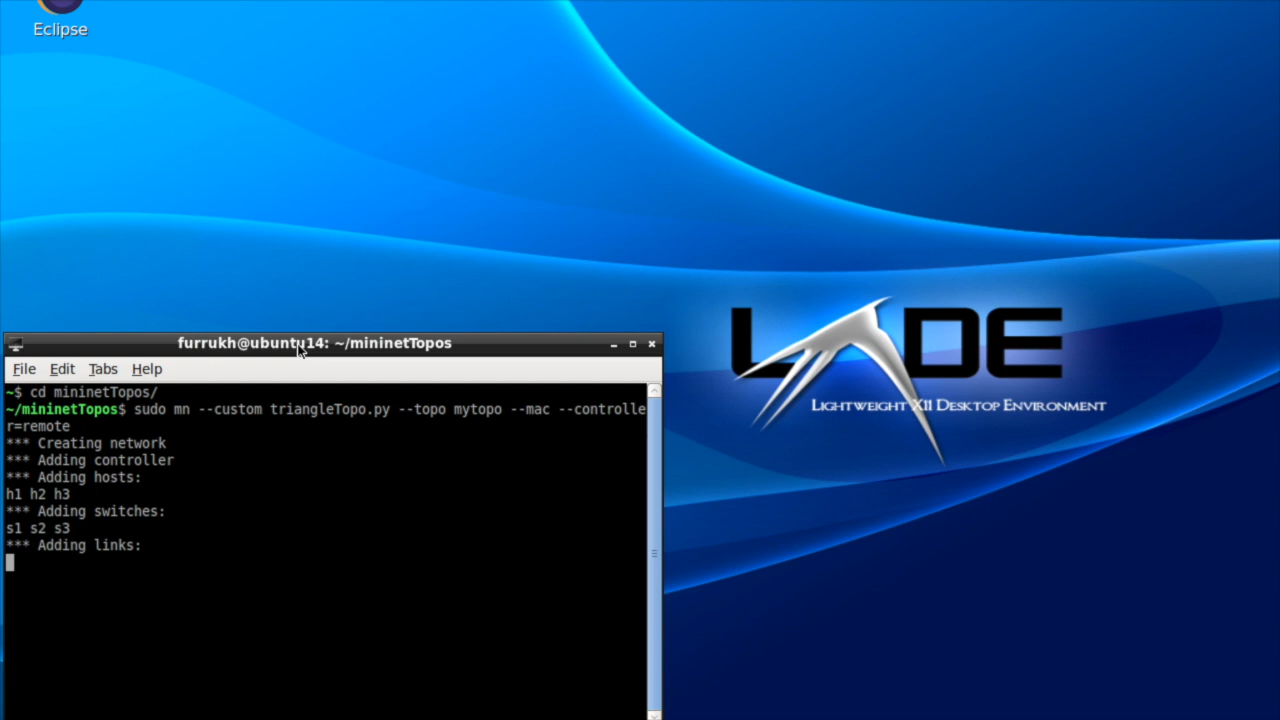 Eclipse
furrukh@ubuntu14: ~/mininetTopos
File Edit Tabs Help
~$ cd mininetTopos/
~/mininetTopos$ sudo mn --custom triangleTopo.py --topo mytopo --mac --controlle
r=remote
*** Creating network
*** Adding controller
*** Adding hosts:
h1 h2 h3
*** Adding switches:
s1 s2 s3
*** Adding links:
LXDE
LIGHTWEIGHT X11 DESKTOP ENVIRONMENT